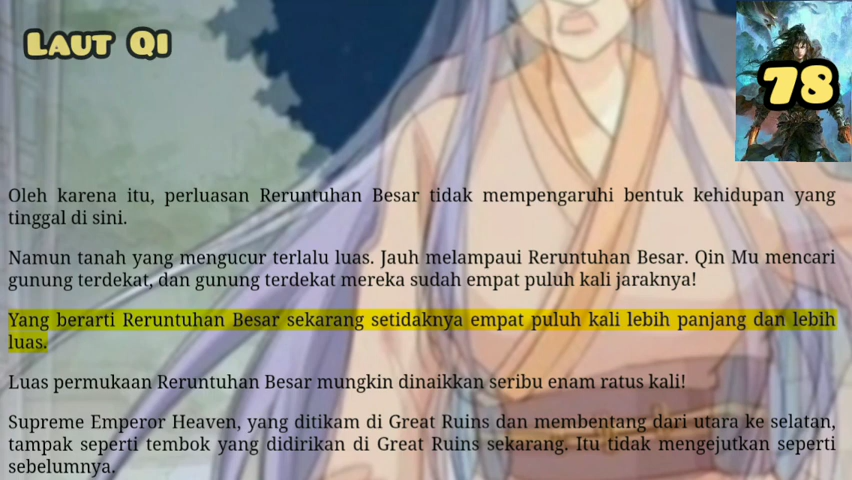 Laut Qi
78
Oleh karena itu, perluasan Reruntuhan Besar tidak mempengaruhi bentuk kehidupan yang
tinggal di sini.
Namun tanah yang mengucur terlalu luas. Jauh melampaui Reruntuhan Besar. Qin Mu mencari
gunung terdekat, dan gunung terdekat mereka sudah empat puluh kali jaraknya!
Yang berarti Reruntuhan Besar sekarang setidaknya empat puluh kali lebih panjang dan lebih
luas.
Luas permukaan Reruntuhan Besar mungkin dinaikkan seribu enam ratus kali!
Supreme Emperor Heaven, yang ditikam di Great Ruins dan membentang dari utara ke selatan,
tampak seperti tembok yang didirikan di Great Ruins sekarang. Itu tidak mengejutkan seperti
sebelumnya.